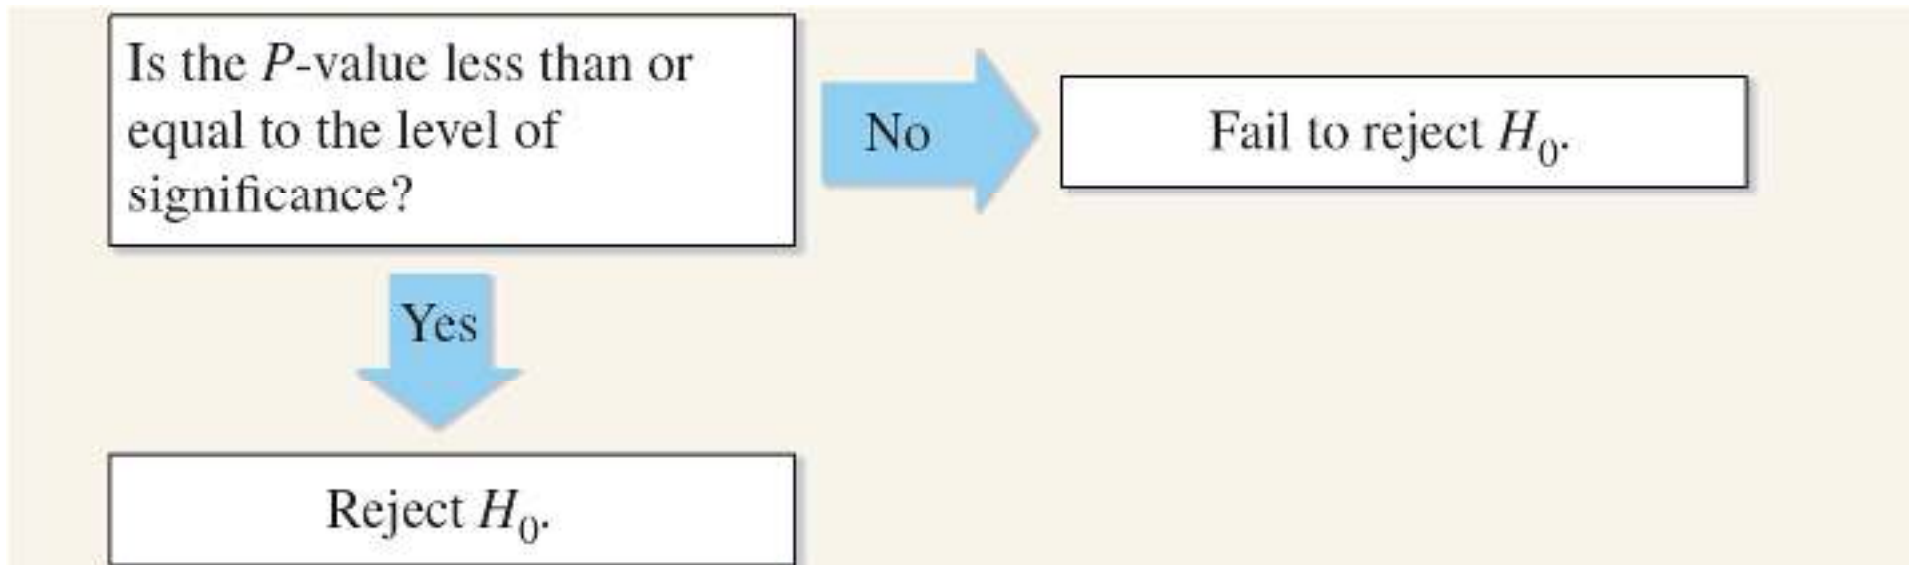 Is the P-value less than or
equal to the level of
significance?
No
Fail to reject H₀.
Yes
Reject H₀.